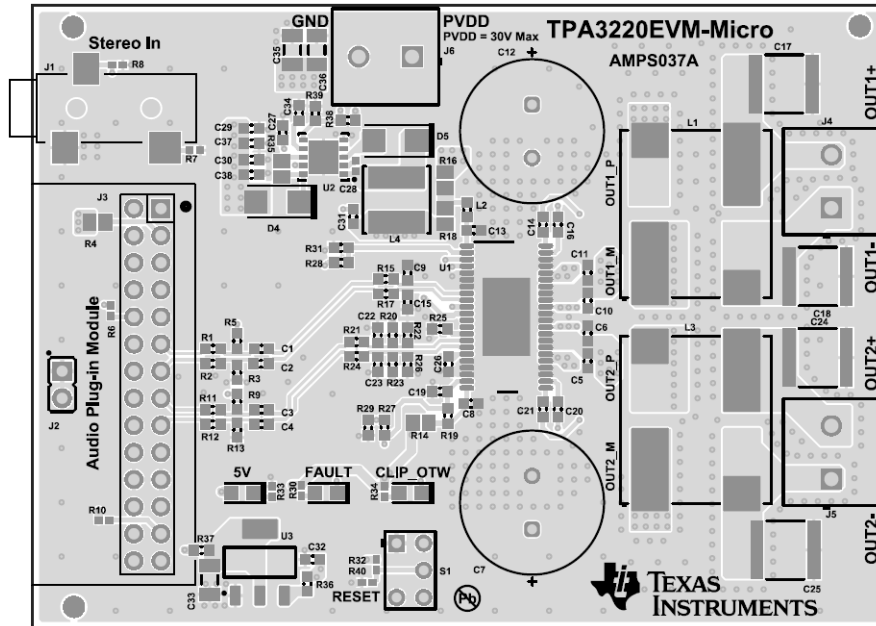 GND
PVDD
PVDD = 30V Max
TPA3220EVM-Micro
AMPS037A
Stereo In
J1
R8
C35
C36
J6
C12
C17
OUT1+
R39
C34
R38
C27
R35
C29
C37
C30
C38
R7
U2
C28
D5
R16
L1
J4
OUT1_P
J3
R4
D4
C31
L4
R18
L2
C13
C14
C16
R31
R28
U1
OUT1_M
OUT1-
R15
C9
R17
C15
C11
C10
C18
C24
Audio Plug-in Module
R6
R5
R1
R2
R3
C1
C2
C22
R20
R25
R21
R22
R24
C23
R23
R26
C26
C6
C5
L3
OUT2_P
OUT2+
J2
R11
R12
R9
R13
C3
C4
C19
C8
R29
R27
R14
R19
C21
C20
OUT2_M
5V
R33
FAULT
R30
CLIP_OTW
R34
R10
J5
OUT2-
R37
U3
C32
R36
C33
R32
R40
S1
RESET
C7
Pb
C25
TEXAS
INSTRUMENTS